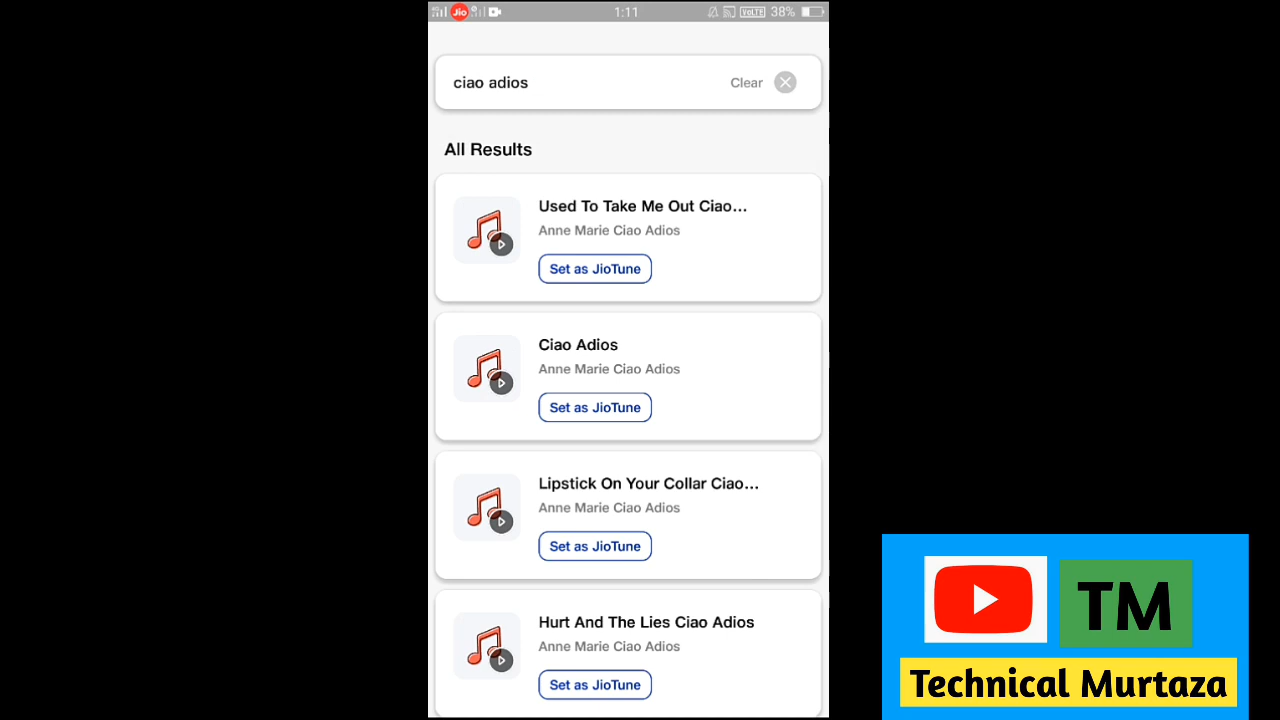 Jio 1:11 VoLTE 38%
ciao adios Clear
All Results
Used To Take Me Out Ciao...
Anne Marie Ciao Adios
Set as JioTune
Ciao Adios
Anne Marie Ciao Adios
Set as JioTune
Lipstick On Your Collar Ciao...
Anne Marie Ciao Adios
Set as JioTune
Hurt And The Lies Ciao Adios
Anne Marie Ciao Adios
Set as JioTune
TM
Technical Murtaza